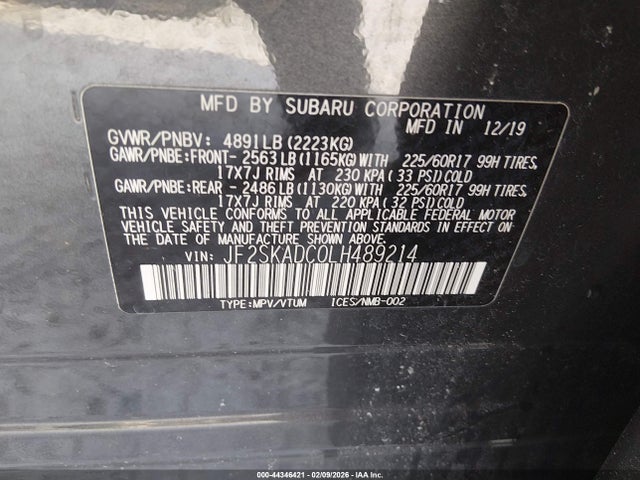 MFD BY SUBARU CORPORATION
MFD IN 12/19
GVWR/PNBV: 4891LB(2223KG)
GAWR/PNBE:FRONT- 2563LB(1165KG)WITH 225/60R17 99H TIRES,
17X7J RIMS AT 230 KPA(33 PSI)COLD
GAWR/PNBE:REAR - 2486LB(1130KG)WITH 225/60R17 99H TIRES,
17X7J RIMS AT 220 KPA(32 PSI)COLD
THIS VEHICLE CONFORMS TO ALL APPLICABLE FEDERAL MOTOR
VEHICLE SAFETY AND THEFT PREVENTION STANDARDS IN EFFECT
ON THE DATE OF MANUFACTURE SHOWN ABOVE.
VIN: JF2SKADC0LH489214
TYPE:MPV/VTUM ICES/NMB-002
000-44346421 - 02/09/2026 - IAA Inc.